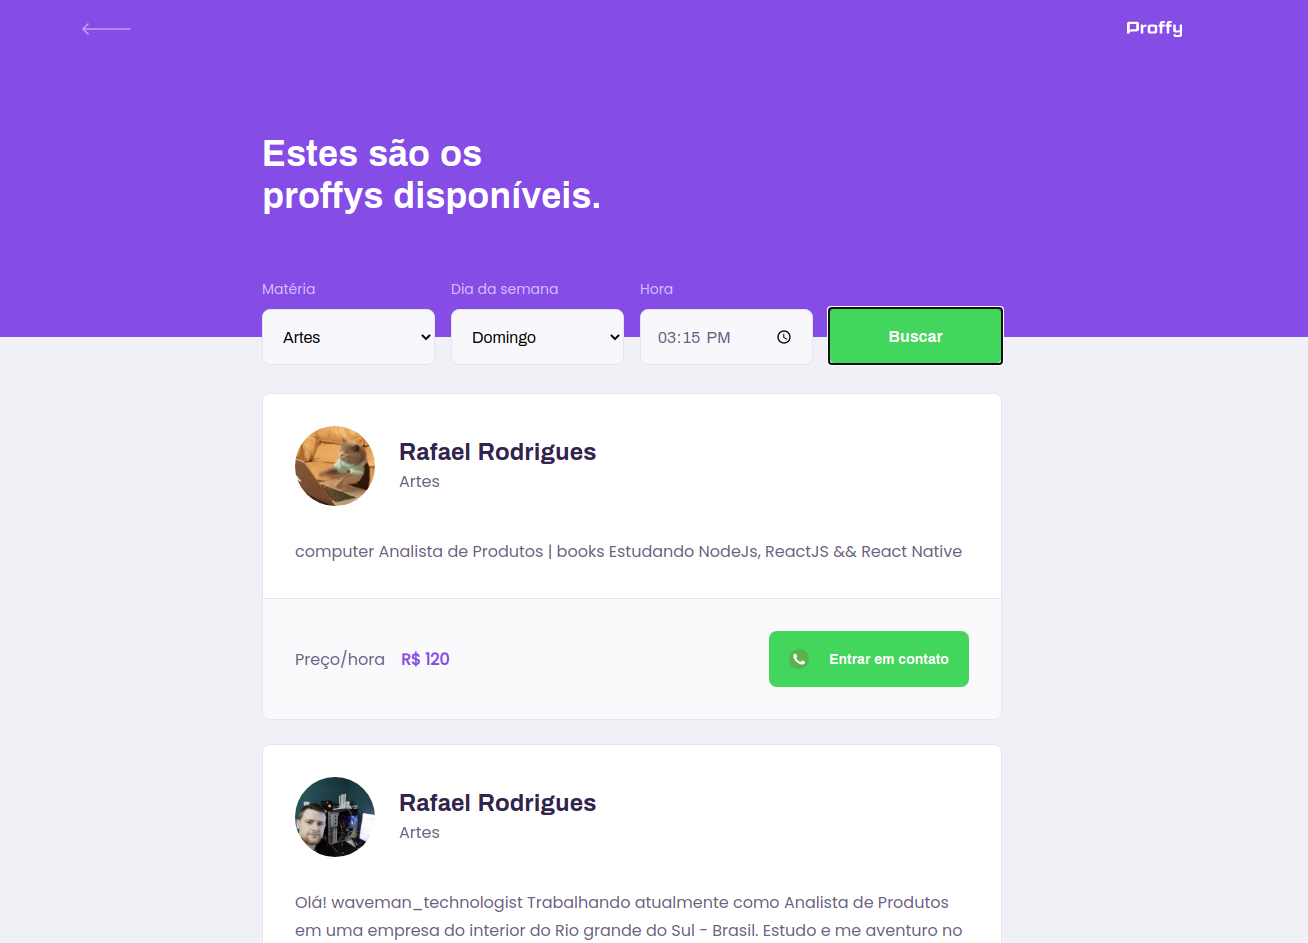 Proffy
Estes são os
proffys disponíveis.
Matéria
Dia da semana
Hora
Artes
Domingo
03:15 PM
Buscar
Rafael Rodrigues
Artes
computer Analista de Produtos | books Estudando NodeJs, ReactJS && React Native
Preço/hora R$ 120
Entrar em contato
Rafael Rodrigues
Artes
Olá! waveman_technologist Trabalhando atualmente como Analista de Produtos
em uma empresa do interior do Rio grande do Sul - Brasil. Estudo e me aventuro no